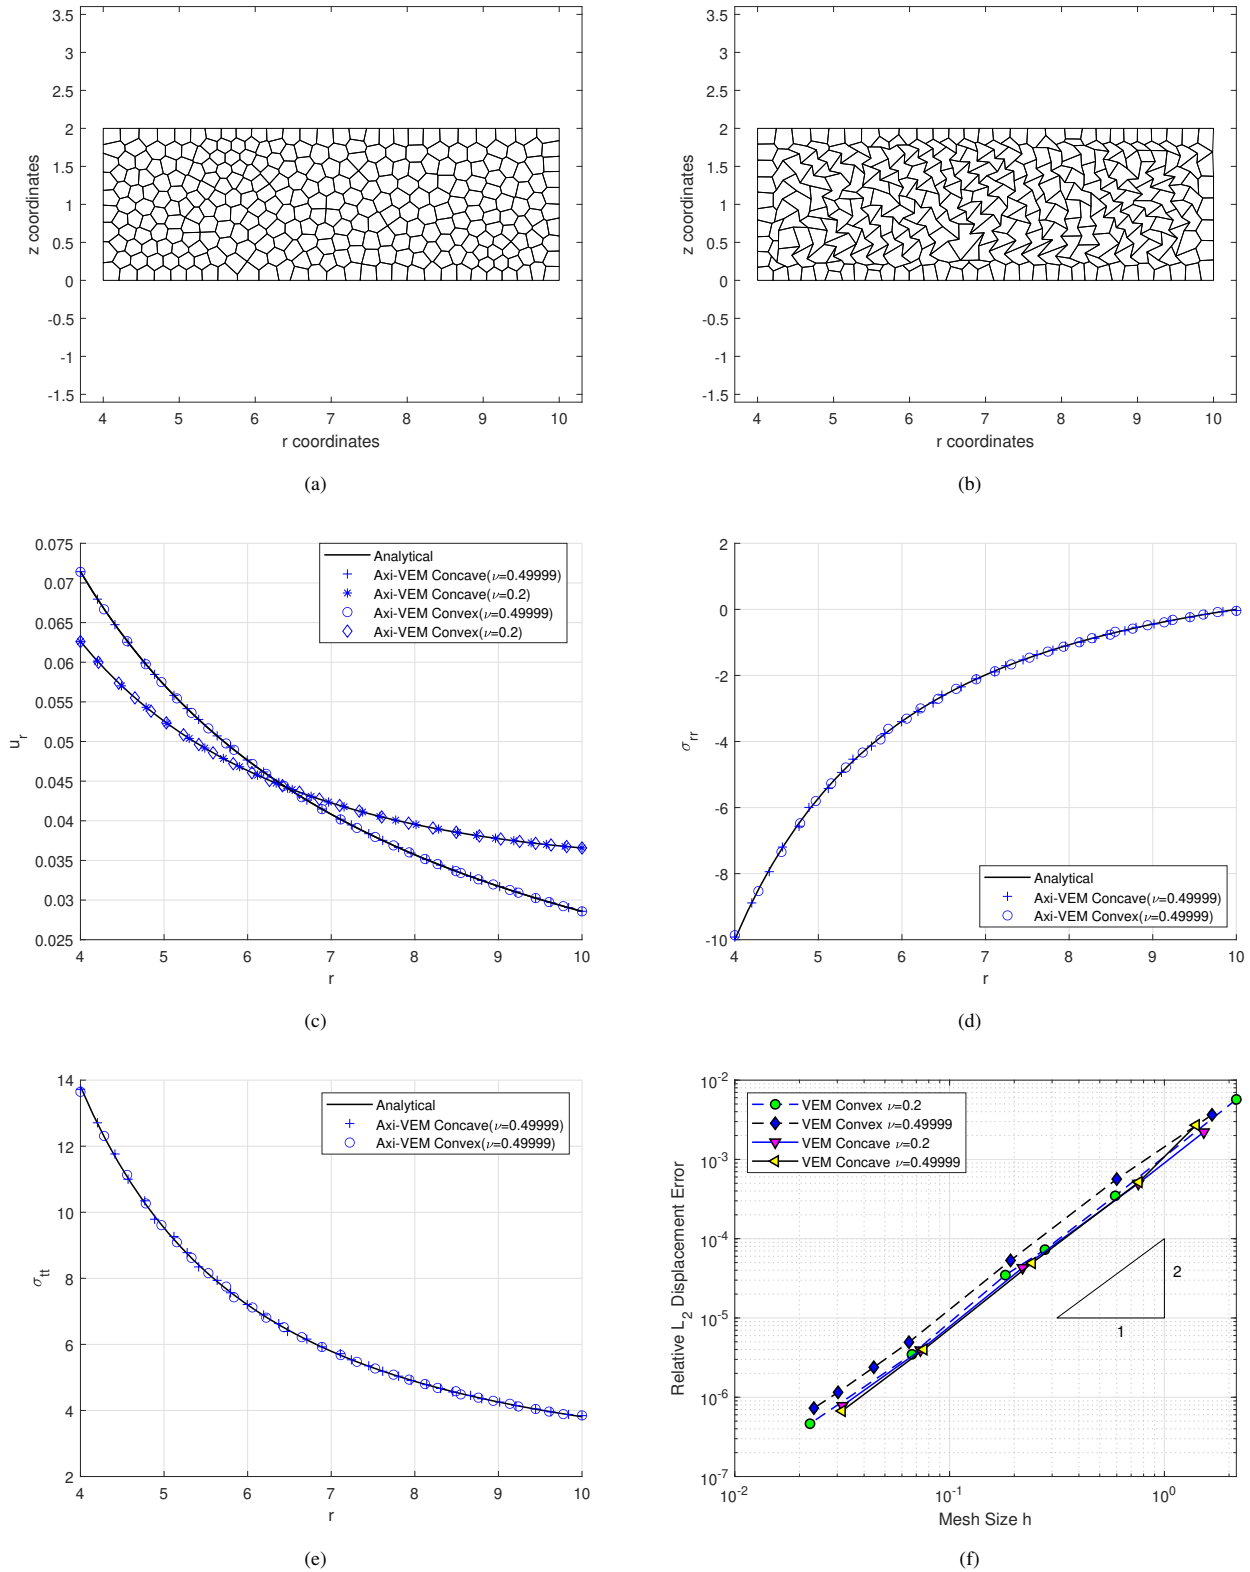 3.5
3
2.5
2
1.5
1
0.5
0
-0.5
-1
-1.5
z coordinates
4 5 6 7 8 9 10
r coordinates
(a)
3.5
3
2.5
2
1.5
1
0.5
0
-0.5
-1
-1.5
z coordinates
4 5 6 7 8 9 10
r coordinates
(b)
0.075
0.07
0.065
0.06
0.055
0.05
0.045
0.04
0.035
0.03
0.025
u_r
Analytical
Axi-VEM Concave(ν=0.49999)
Axi-VEM Concave(ν=0.2)
Axi-VEM Convex(ν=0.49999)
Axi-VEM Convex(ν=0.2)
4 5 6 7 8 9 10
r
(c)
2
0
-2
-4
-6
-8
-10
σ_rr
Analytical
Axi-VEM Concave(ν=0.49999)
Axi-VEM Convex(ν=0.49999)
4 5 6 7 8 9 10
r
(d)
14
12
10
8
6
4
2
σ_tt
Analytical
Axi-VEM Concave(ν=0.49999)
Axi-VEM Convex(ν=0.49999)
4 5 6 7 8 9 10
r
(e)
10^-2
10^-3
10^-4
10^-5
10^-6
10^-7
Relative L_2 Displacement Error
VEM Convex ν=0.2
VEM Convex ν=0.49999
VEM Concave ν=0.2
VEM Concave ν=0.49999
2
1
10^-2 10^-1 10^0
Mesh Size h
(f)